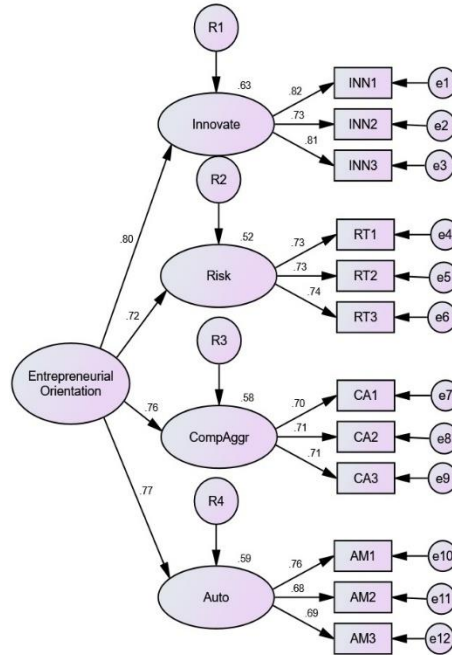 R1
.63
.82
INN1
e1
Innovate
.73
INN2
e2
.81
INN3
e3
R2
.80
.52
.73
RT1
e4
Risk
.73
RT2
e5
.72
.74
RT3
e6
R3
Entrepreneurial
Orientation
.76
.58
.70
CA1
e7
CompAggr
.71
CA2
e8
.71
CA3
e9
.77
R4
.59
.76
AM1
e10
Auto
.68
AM2
e11
.69
AM3
e12